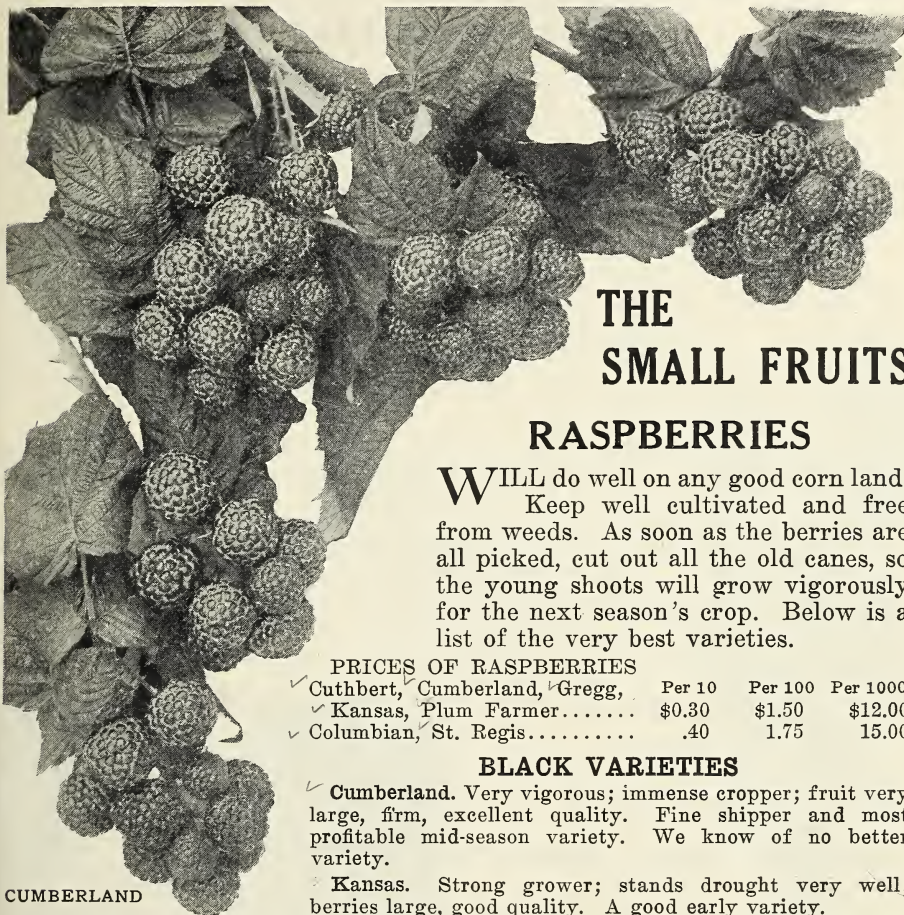 THE
SMALL FRUITS
RASPBERRIES
WILL do well on any good corn land
Keep well cultivated and free
from weeds. As soon as the berries are
all picked, cut out all the old canes, so
the young shoots will grow vigorously
for the next season's crop. Below is a
list of the very best varieties.
PRICES OF RASPBERRIES
Cuthbert, Cumberland, Gregg, Per 10 Per 100 Per 1000
Kansas, Plum Farmer....... $0.30 $1.50 $12.00
Columbian, St. Regis.......... .40 1.75 15.00
BLACK VARIETIES
Cumberland. Very vigorous; immense cropper; fruit very
large, firm, excellent quality. Fine shipper and most
profitable mid-season variety. We know of no better
variety.
Kansas. Strong grower; stands drought very well;
berries large, good quality. A good early variety.
CUMBERLAND